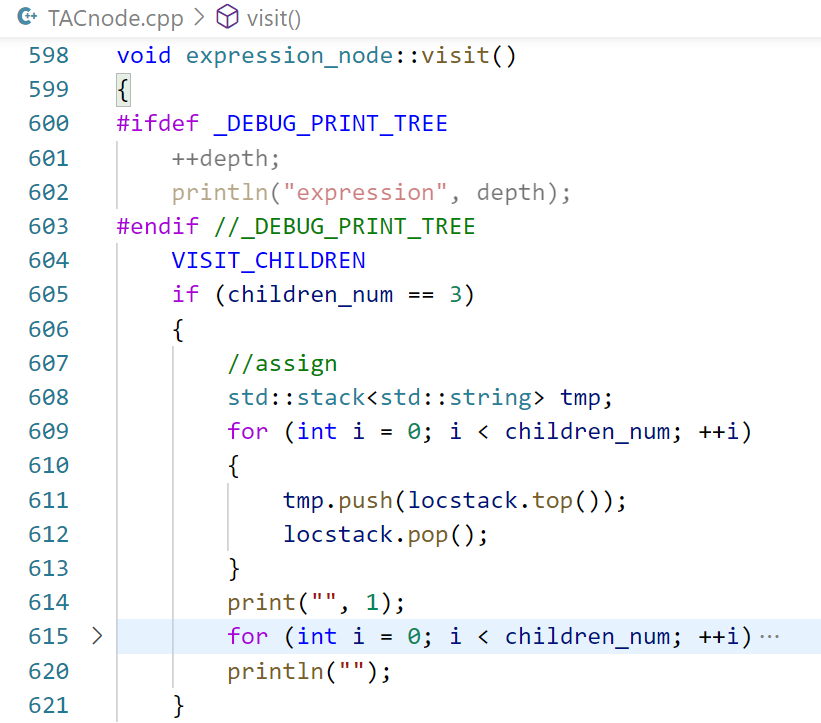 TACnode.cpp > visit()
598 void expression_node::visit()
599 {
600 #ifdef _DEBUG_PRINT_TREE
601 ++depth;
602 println("expression", depth);
603 #endif //_DEBUG_PRINT_TREE
604 VISIT_CHILDREN
605 if (children_num == 3)
606 {
607 //assign
608 std::stack<std::string> tmp;
609 for (int i = 0; i < children_num; ++i)
610 {
611 tmp.push(locstack.top());
612 locstack.pop();
613 }
614 print("", 1);
615 for (int i = 0; i < children_num; ++i) ···
620 println("");
621 }